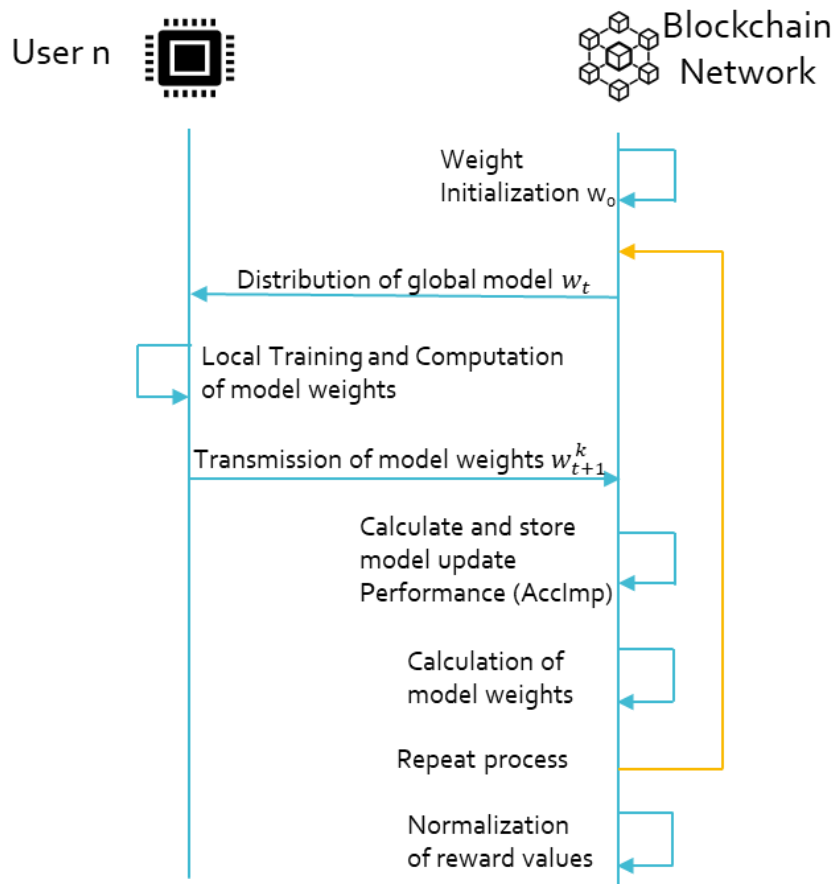 User n
Blockchain
Network
Weight
Initialization w₀
Distribution of global model wₜ
Local Training and Computation
of model weights
Transmission of model weights w^k_{t+1}
Calculate and store
model update
Performance (AccImp)
Calculation of
model weights
Repeat process
Normalization
of reward values